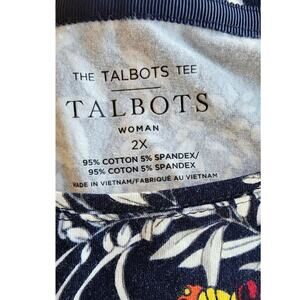 THE TALBOTS TEE
TALBOTS
WOMAN
2X
95% COTTON 5% SPANDEX/
95% COTTON 5% SPANDEX
MADE IN VIETNAM/FABRIQUÉ AU VIETNAM